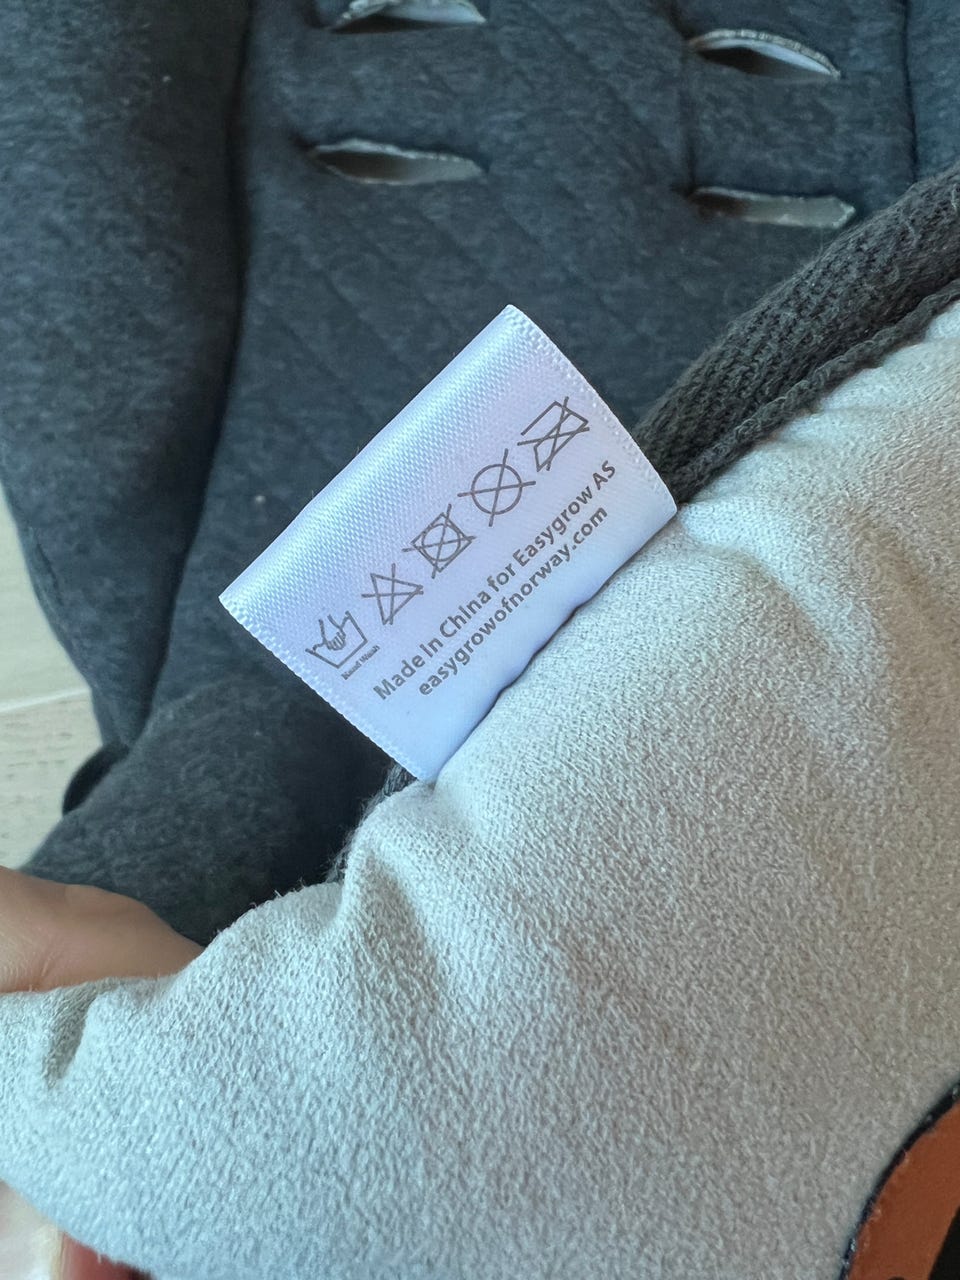 Hand Wash
Made In China for Easygrow AS
easygrowofnorway.com